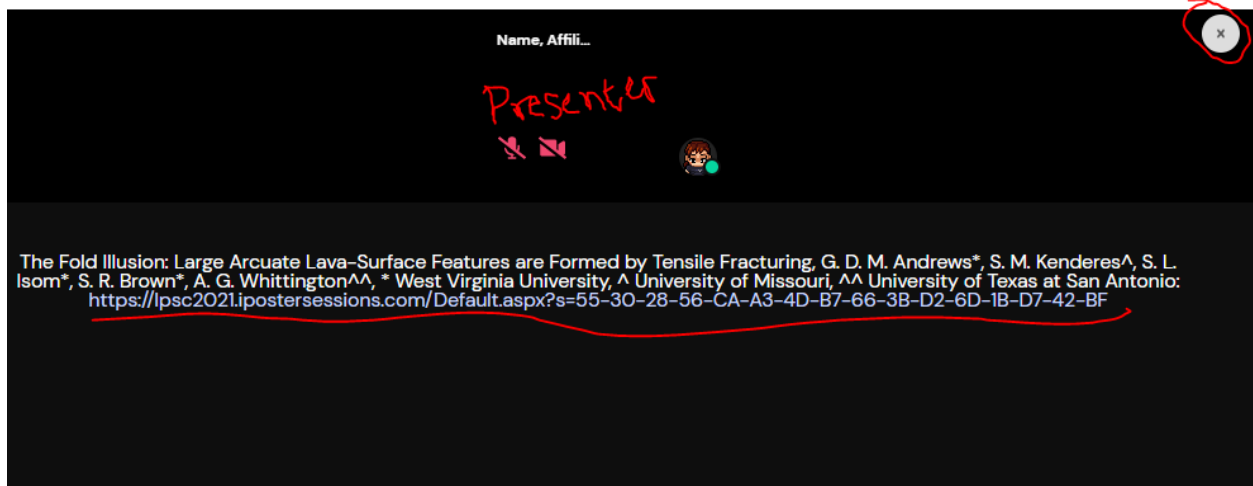 Name, Affili...
x
Presenter
The Fold Illusion: Large Arcuate Lava-Surface Features are Formed by Tensile Fracturing, G. D. M. Andrews*, S. M. Kenderes^, S. L.
Isom*, S. R. Brown*, A. G. Whittington^^, * West Virginia University, ^ University of Missouri, ^^ University of Texas at San Antonio:
https://lpsc2021.ipostersessions.com/Default.aspx?s=55-30-28-56-CA-A3-4D-B7-66-3B-D2-6D-1B-D7-42-BF